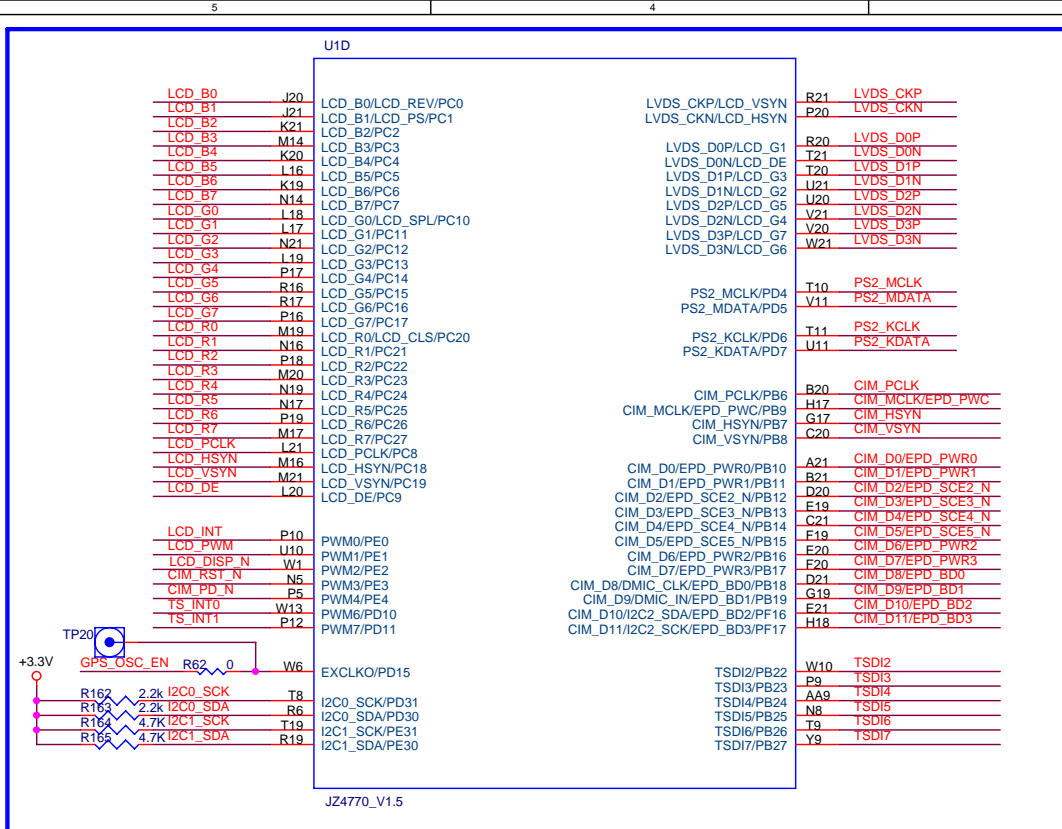 5 4
U1D
LCD_B0 J20 LCD_B0/LCD_REV/PC0 LVDS_CKP/LCD_VSYN R21 LVDS_CKP
LCD_B1 J21 LCD_B1/LCD_PS/PC1 LVDS_CKN/LCD_HSYN P20 LVDS_CKN
LCD_B2 K21 LCD_B2/PC2
LCD_B3 M14 LCD_B3/PC3 LVDS_D0P/LCD_G1 R20 LVDS_D0P
LCD_B4 K20 LCD_B4/PC4 LVDS_D0N/LCD_DE T21 LVDS_D0N
LCD_B5 L16 LCD_B5/PC5 LVDS_D1P/LCD_G3 T20 LVDS_D1P
LCD_B6 K19 LCD_B6/PC6 LVDS_D1N/LCD_G2 U21 LVDS_D1N
LCD_B7 N14 LCD_B7/PC7 LVDS_D2P/LCD_G5 U20 LVDS_D2P
LCD_G0 L18 LCD_G0/LCD_SPL/PC10 LVDS_D2N/LCD_G4 V21 LVDS_D2N
LCD_G1 L17 LCD_G1/PC11 LVDS_D3P/LCD_G7 V20 LVDS_D3P
LCD_G2 N21 LCD_G2/PC12 LVDS_D3N/LCD_G6 W21 LVDS_D3N
LCD_G3 L19 LCD_G3/PC13
LCD_G4 P17 LCD_G4/PC14
LCD_G5 R16 LCD_G5/PC15 PS2_MCLK/PD4 T10 PS2_MCLK
LCD_G6 R17 LCD_G6/PC16 PS2_MDATA/PD5 V11 PS2_MDATA
LCD_G7 P16 LCD_G7/PC17
LCD_R0 M19 LCD_R0/LCD_CLS/PC20 PS2_KCLK/PD6 T11 PS2_KCLK
LCD_R1 N16 LCD_R1/PC21 PS2_KDATA/PD7 U11 PS2_KDATA
LCD_R2 P18 LCD_R2/PC22
LCD_R3 M20 LCD_R3/PC23
LCD_R4 N19 LCD_R4/PC24 CIM_PCLK/PB6 B20 CIM_PCLK
LCD_R5 N17 LCD_R5/PC25 CIM_MCLK/EPD_PWC/PB9 H17 CIM_MCLK/EPD_PWC
LCD_R6 P19 LCD_R6/PC26 CIM_HSYN/PB7 G17 CIM_HSYN
LCD_R7 M17 LCD_R7/PC27 CIM_VSYN/PB8 C20 CIM_VSYN
LCD_PCLK L21 LCD_PCLK/PC8
LCD_HSYN M16 LCD_HSYN/PC18 CIM_D0/EPD_PWR0/PB10 A21 CIM_D0/EPD_PWR0
LCD_VSYN M21 LCD_VSYN/PC19 CIM_D1/EPD_PWR1/PB11 B21 CIM_D1/EPD_PWR1
LCD_DE L20 LCD_DE/PC9 CIM_D2/EPD_SCE2_N/PB12 D20 CIM_D2/EPD_SCE2_N
CIM_D3/EPD_SCE3_N/PB13 E19 CIM_D3/EPD_SCE3_N
CIM_D4/EPD_SCE4_N/PB14 C21 CIM_D4/EPD_SCE4_N
LCD_INT P10 PWM0/PE0 CIM_D5/EPD_SCE5_N/PB15 F19 CIM_D5/EPD_SCE5_N
LCD_PWM U10 PWM1/PE1 CIM_D6/EPD_PWR2/PB16 E20 CIM_D6/EPD_PWR2
LCD_DISP_N W1 PWM2/PE2 CIM_D7/EPD_PWR3/PB17 F20 CIM_D7/EPD_PWR3
CIM_RST_N N5 PWM3/PE3 CIM_D8/DMIC_CLK/EPD_BD0/PB18 D21 CIM_D8/EPD_BD0
CIM_PD_N P5 PWM4/PE4 CIM_D9/DMIC_IN/EPD_BD1/PB19 G19 CIM_D9/EPD_BD1
TS_INT0 W13 PWM6/PD10 CIM_D10/I2C2_SDA/EPD_BD2/PF16 E21 CIM_D10/EPD_BD2
TS_INT1 P12 PWM7/PD11 CIM_D11/I2C2_SCK/EPD_BD3/PF17 H18 CIM_D11/EPD_BD3
TP20
+3.3V GPS_OSC_EN R62 0 W6 EXCLKO/PD15 TSDI2/PB22 W10 TSDI2
TSDI3/PB23 P9 TSDI3
R162 2.2k I2C0_SCK T8 I2C0_SCK/PD31 TSDI4/PB24 AA9 TSDI4
R163 2.2k I2C0_SDA R6 I2C0_SDA/PD30 TSDI5/PB25 N8 TSDI5
R164 4.7K I2C1_SCK T19 I2C1_SCK/PE31 TSDI6/PB26 T9 TSDI6
R165 4.7K I2C1_SDA R19 I2C1_SDA/PE30 TSDI7/PB27 Y9 TSDI7
JZ4770_V1.5